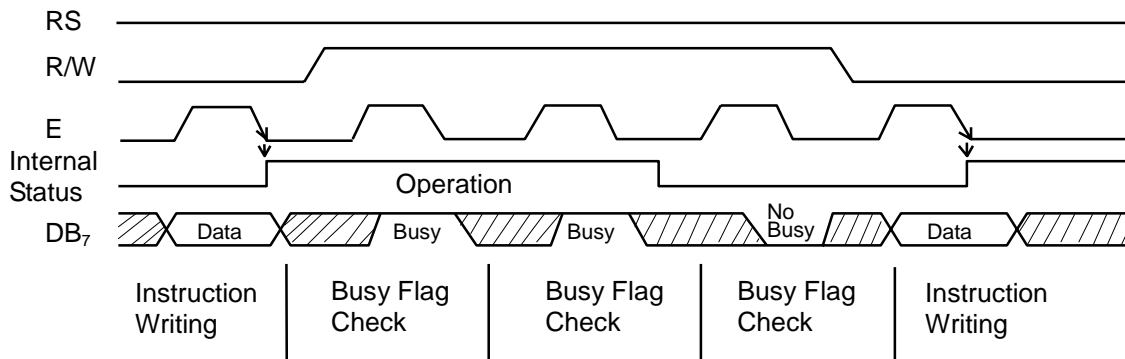 RS
R/W
E
Internal
Status
Operation
DB₇
Data
Busy
Busy
No
Busy
Data
Instruction
Writing
Busy Flag
Check
Busy Flag
Check
Busy Flag
Check
Instruction
Writing